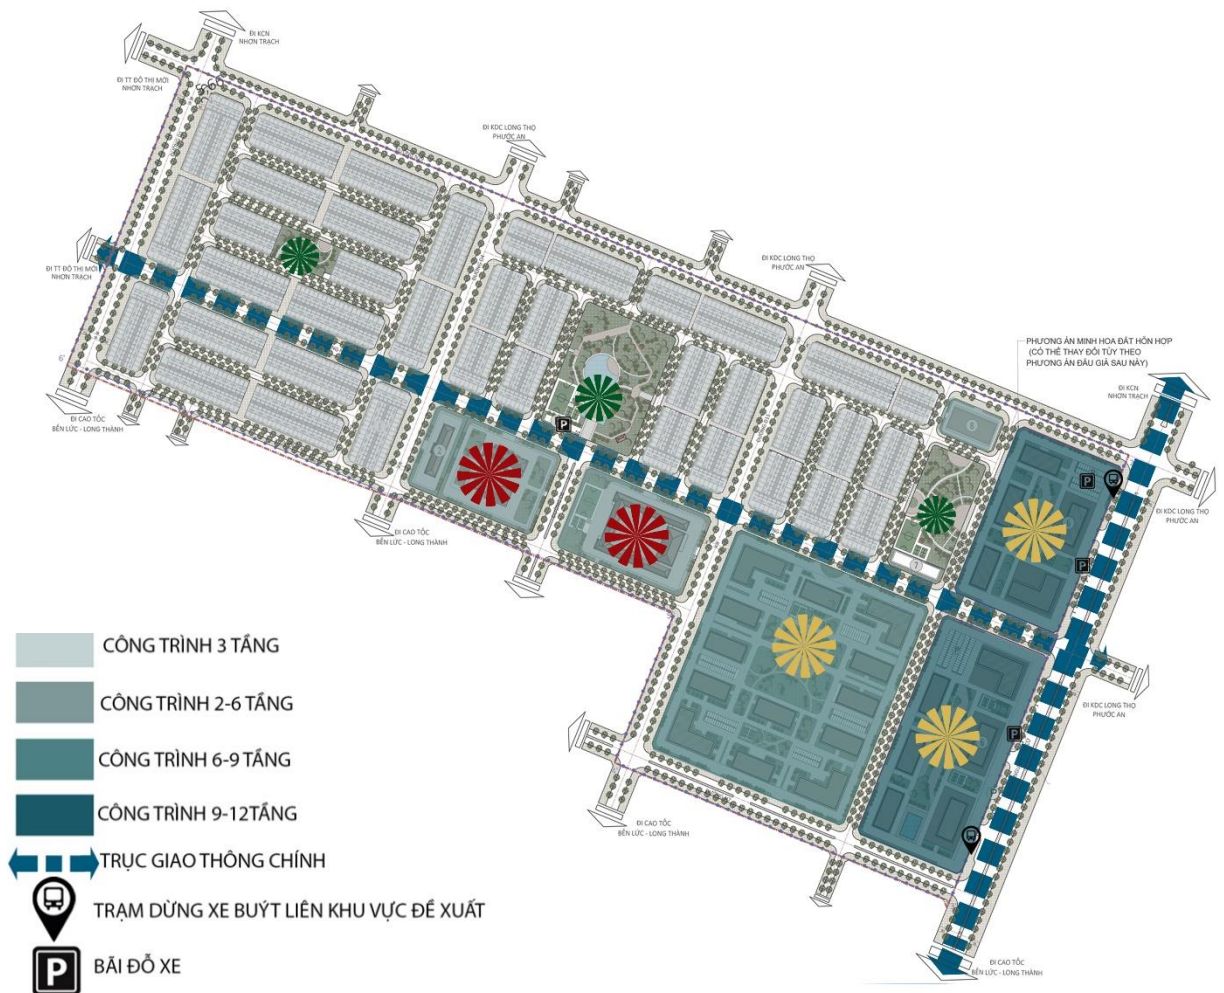 ĐI KCN
NHƠN TRẠCH
ĐI TT ĐÔ THỊ MỚI
NHƠN TRẠCH
ĐI KDC LONG THỌ
PHƯỚC AN
ĐI KDC LONG THỌ
PHƯỚC AN
ĐI TT ĐÔ THỊ MỚI
NHƠN TRẠCH
PHƯƠNG ÁN MINH HOA ĐẤT HỖN HỢP
(CÓ THỂ THAY ĐỔI TÙY THEO
PHƯƠNG ÁN ĐẤU GIÁ SAU NÀY)
6'
ĐI KCN
NHƠN TRẠCH
ĐI CAO TỐC
BẾN LỨC - LONG THÀNH
P
8
P
ĐI KDC LONG THỌ
PHƯỚC AN
ĐI CAO TỐC
BẾN LỨC - LONG THÀNH
7
P
CÔNG TRÌNH 3 TẦNG
CÔNG TRÌNH 2-6 TẦNG
ĐI KDC LONG THỌ
PHƯỚC AN
P
CÔNG TRÌNH 6-9 TẦNG
CÔNG TRÌNH 9-12TẦNG
ĐI CAO TỐC
BẾN LỨC - LONG THÀNH
TRỤC GIAO THÔNG CHÍNH
TRẠM DỪNG XE BUÝT LIÊN KHU VỰC ĐỀ XUẤT
P BÃI ĐỖ XE
ĐI CAO TỐC
BẾN LỨC - LONG THÀNH